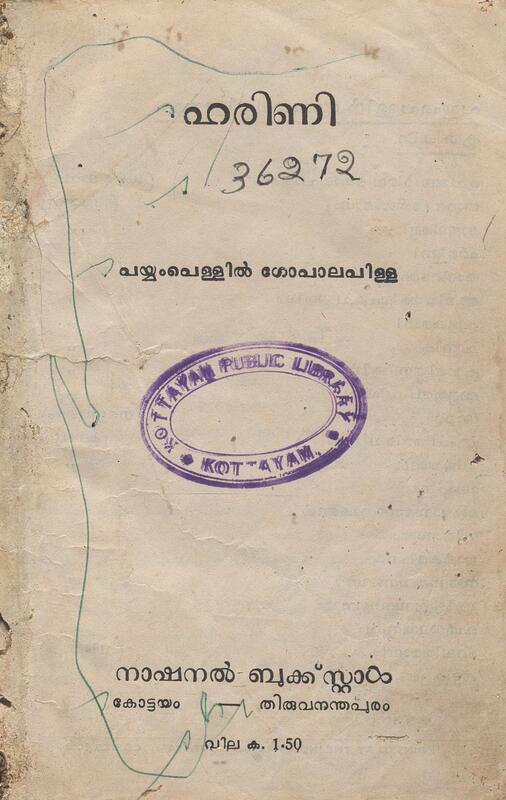 ഹരിണി
36272
പയ്യംപെള്ളിൽ ഗോപാലപിള്ള
KOTTAYAM PUBLIC LIBRARY
KOTTAYAM.
നാഷനൽ ബുക്ക് സ്റ്റാൾ
കോട്ടയം — തിരുവനന്തപുരം
വില ക. 1·50